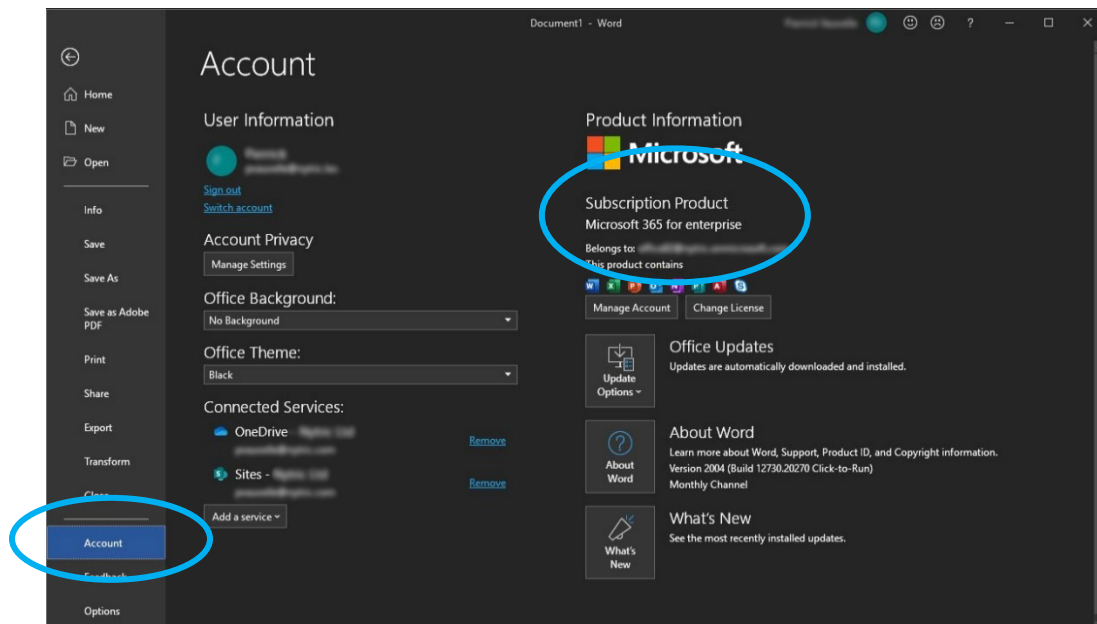 Document1 - Word
?
Account
Home
New
Open
Info
Save
Save As
Save as Adobe
PDF
Print
Share
Export
Transform
Close
Account
Feedback
Options
User Information
Sign out
Switch account
Account Privacy
Manage Settings
Office Background:
No Background
Office Theme:
Black
Connected Services:
OneDrive -
Remove
Sites -
Remove
Add a service
Product Information
Microsoft
Subscription Product
Microsoft 365 for enterprise
Belongs to:
This product contains
Manage Account
Change License
Update
Options
Office Updates
Updates are automatically downloaded and installed.
About
Word
About Word
Learn more about Word, Support, Product ID, and Copyright information.
Version 2004 (Build 12730.20270 Click-to-Run)
Monthly Channel
What's
New
What's New
See the most recently installed updates.